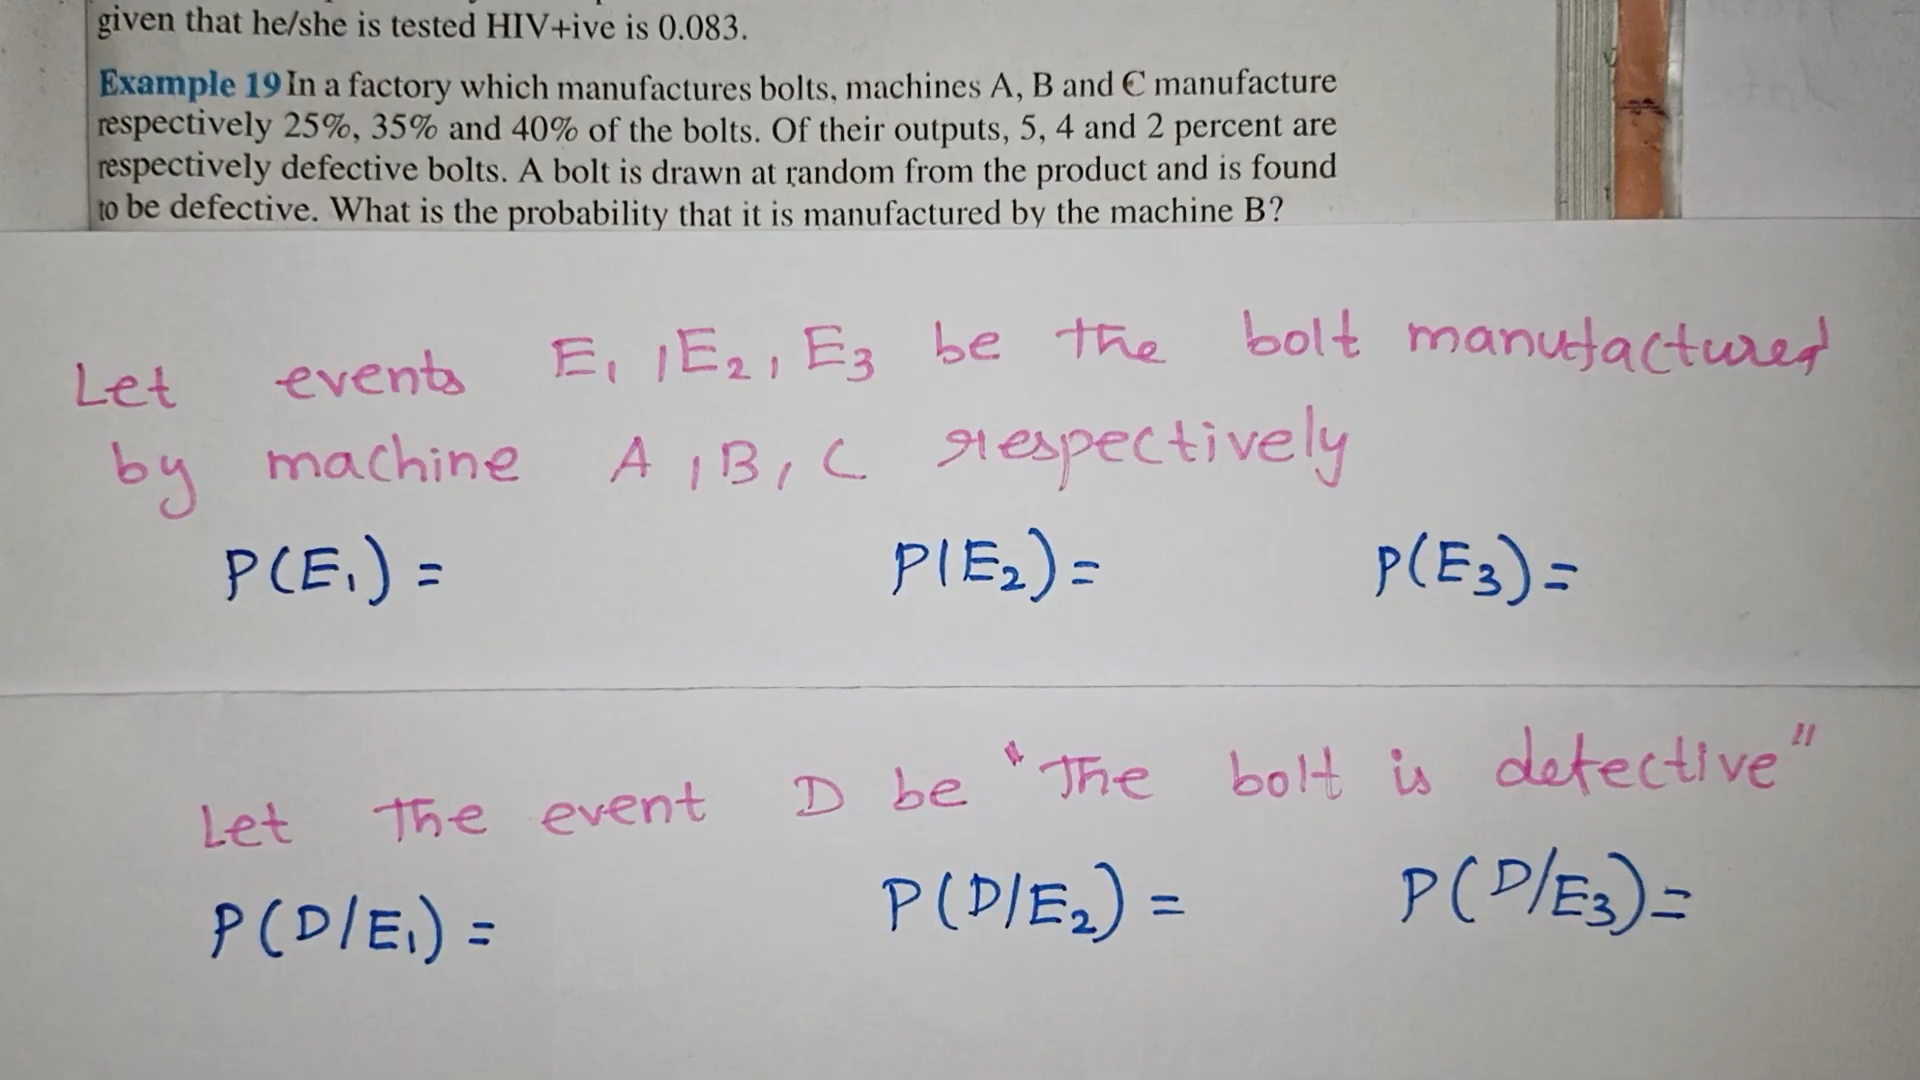 given that he/she is tested HIV+ive is 0.083.
Example 19 In a factory which manufactures bolts, machines A, B and C manufacture
respectively 25%, 35% and 40% of the bolts. Of their outputs, 5, 4 and 2 percent are
respectively defective bolts. A bolt is drawn at random from the product and is found
to be defective. What is the probability that it is manufactured by the machine B?
Let events E₁, E₂, E₃ be the bolt manufactured
by machine A, B, C respectively
P(E₁) = P(E₂) = P(E₃) =
Let the event D be "The bolt is defective"
P(D/E₁) = P(D/E₂) = P(D/E₃) =